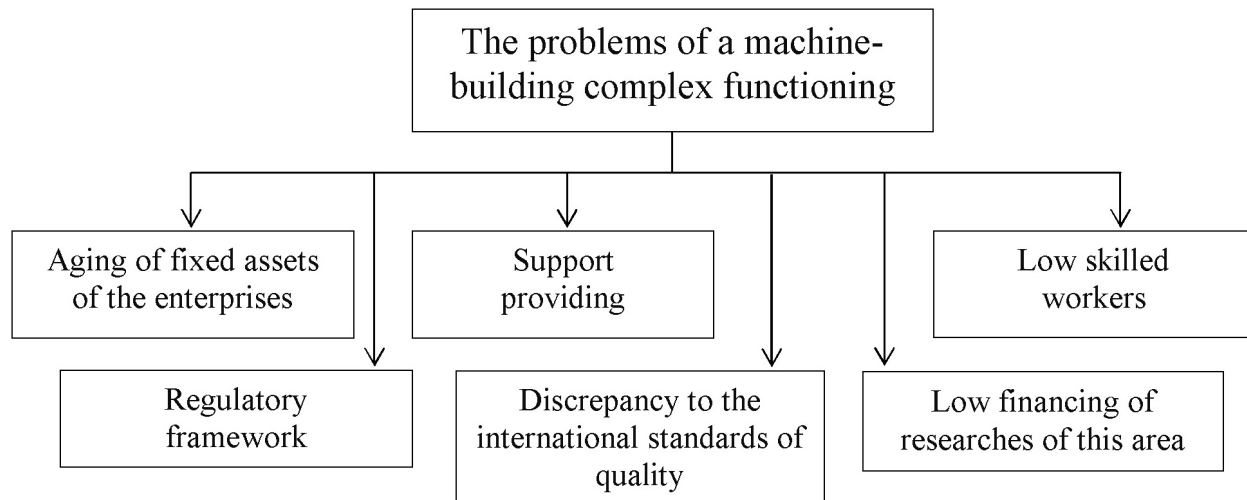 The problems of a machine-
building complex functioning
Aging of fixed assets
of the enterprises
Support
providing
Low skilled
workers
Regulatory
framework
Discrepancy to the
international standards of
quality
Low financing of
researches of this area